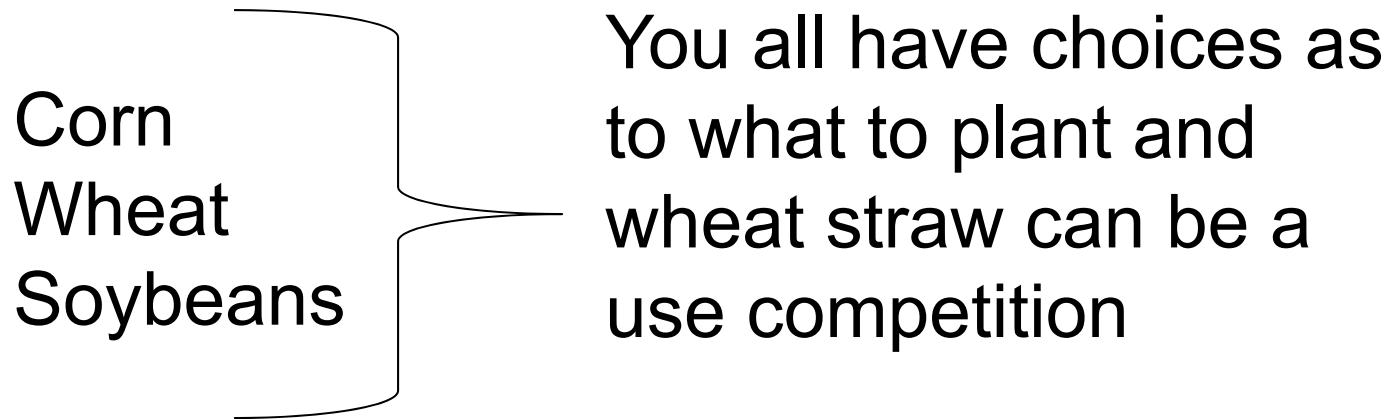 Corn
Wheat
Soybeans
You all have choices as
to what to plant and
wheat straw can be a
use competition